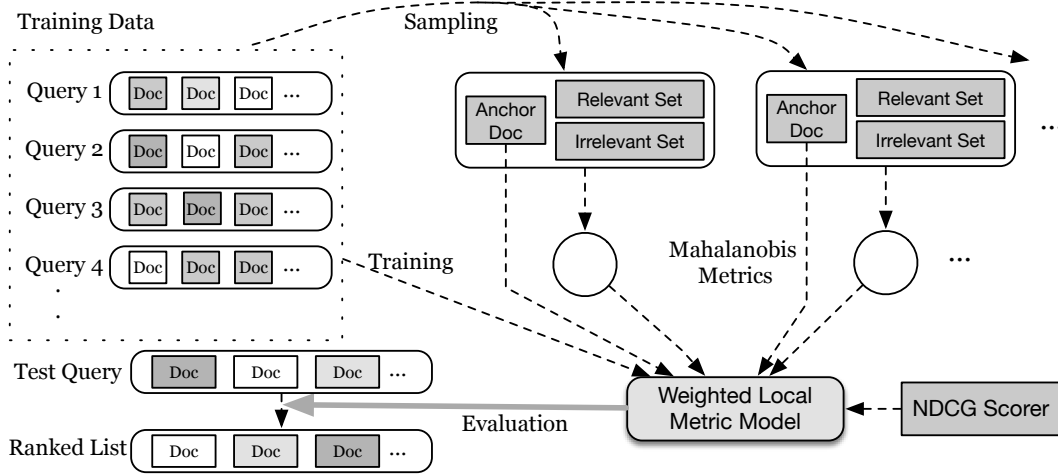 Training Data
Sampling
Query 1
Doc Doc Doc ...
Query 2
Doc Doc Doc ...
Query 3
Doc Doc Doc ...
Query 4
Doc Doc Doc ...
.
.
Anchor
Doc
Relevant Set
Irrelevant Set
Anchor
Doc
Relevant Set
Irrelevant Set
...
Training
Mahalanobis
Metrics
...
Test Query
Doc Doc Doc ...
Evaluation
Weighted Local
Metric Model
NDCG Scorer
Ranked List
Doc Doc Doc ...